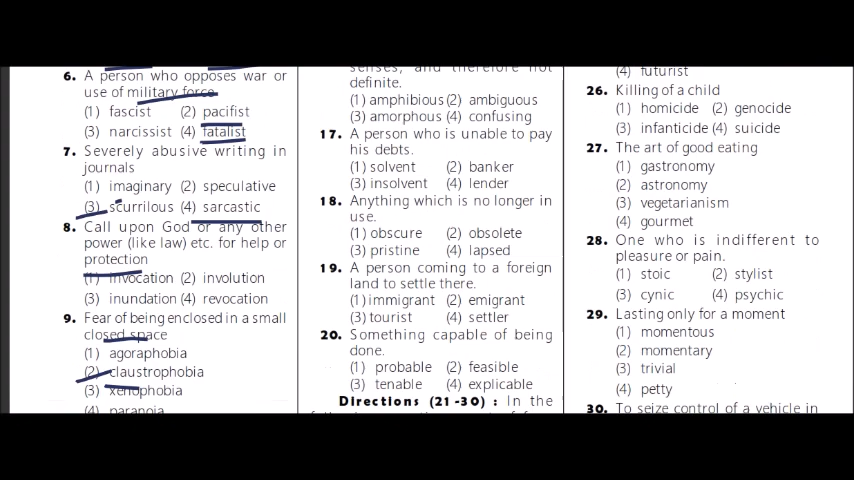 6. A person who opposes war or
use of military force
(1) fascist (2) pacifist
(3) narcissist (4) fatalist
7. Severely abusive writing in
journals
(1) imaginary (2) speculative
(3) scurrilous (4) sarcastic
8. Call upon God or any other
power (like law) etc. for help or
protection
(1) invocation (2) involution
(3) inundation (4) revocation
9. Fear of being enclosed in a small
closed space
(1) agoraphobia
(2) claustrophobia
(3) xenophobia
(4) paranoia
senses, and therefore not
definite.
(1) amphibious (2) ambiguous
(3) amorphous (4) confusing
17. A person who is unable to pay
his debts.
(1) solvent (2) banker
(3) insolvent (4) lender
18. Anything which is no longer in
use.
(1) obscure (2) obsolete
(3) pristine (4) lapsed
19. A person coming to a foreign
land to settle there.
(1) immigrant (2) emigrant
(3) tourist (4) settler
20. Something capable of being
done.
(1) probable (2) feasible
(3) tenable (4) explicable
Directions (21-30) : In the
(4) futurist
26. Killing of a child
(1) homicide (2) genocide
(3) infanticide (4) suicide
27. The art of good eating
(1) gastronomy
(2) astronomy
(3) vegetarianism
(4) gourmet
28. One who is indifferent to
pleasure or pain.
(1) stoic (2) stylist
(3) cynic (4) psychic
29. Lasting only for a moment
(1) momentous
(2) momentary
(3) trivial
(4) petty
30. To seize control of a vehicle in